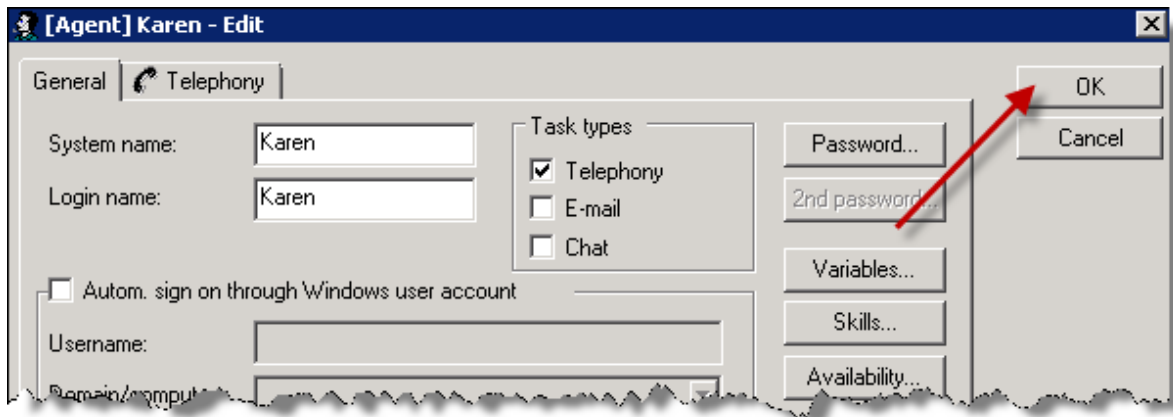 [Agent] Karen - Edit
General
Telephony
OK
Cancel
System name:
Karen
Login name:
Karen
Task types
Telephony
E-mail
Chat
Password...
2nd password...
Variables...
Skills...
Availability...
Autom. sign on through Windows user account
Username: